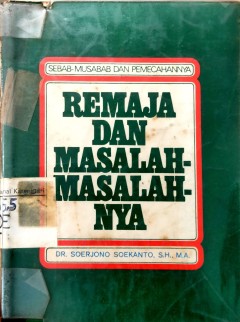 SEBAB-MUSABAB DAN PEMECAHANNYA
REMAJA
DAN
MASALAH-
MASALAH-
NYA
DR. SOERJONO SOEKANTO, S.H., M.A.